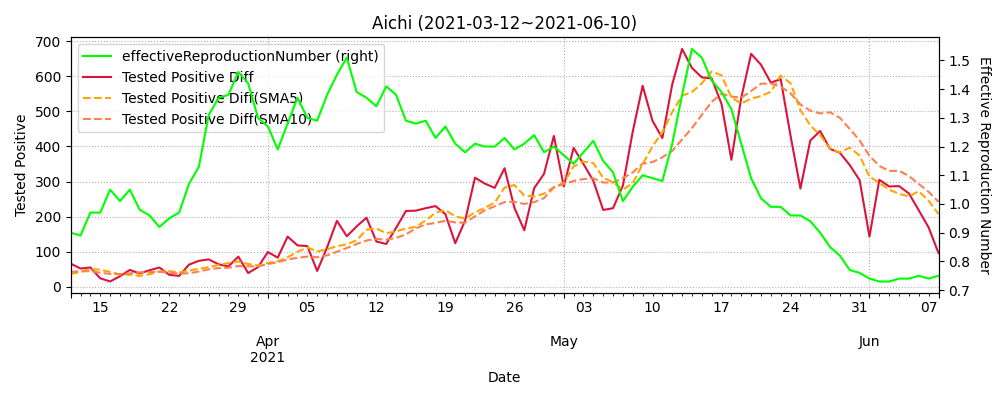 Aichi (2021-03-12~2021-06-10)
effectiveReproductionNumber (right)
Tested Positive Diff
Tested Positive Diff(SMA5)
Tested Positive Diff(SMA10)
Tested Positive
700
600
500
400
300
200
100
0
Effective Reproduction Number
1.5
1.4
1.3
1.2
1.1
1.0
0.9
0.8
0.7
15 22 29 05 12 19 26 03 10 17 24 31 07
Apr May Jun
2021
Date